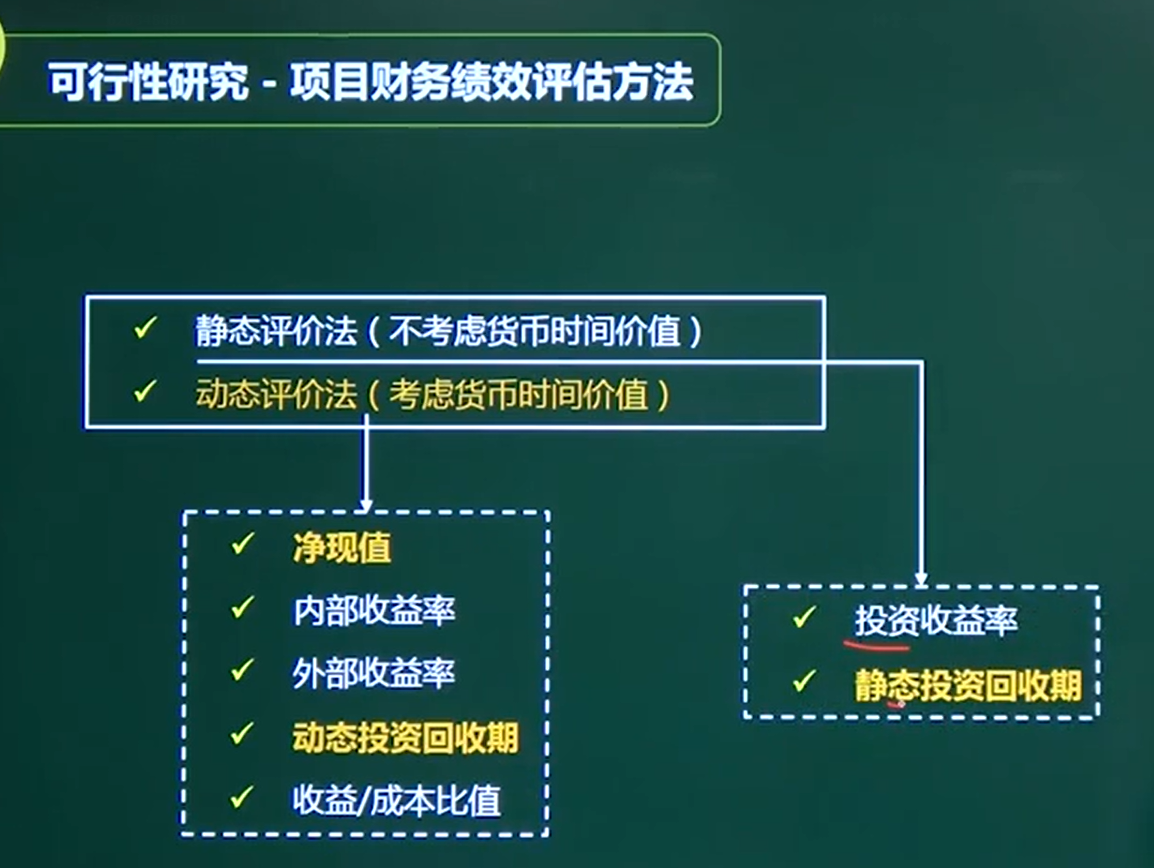 可行性研究 - 项目财务绩效评估方法
静态评价法（不考虑货币时间价值）
动态评价法（考虑货币时间价值）
净现值
内部收益率
外部收益率
动态投资回收期
收益/成本比值
投资收益率
静态投资回收期